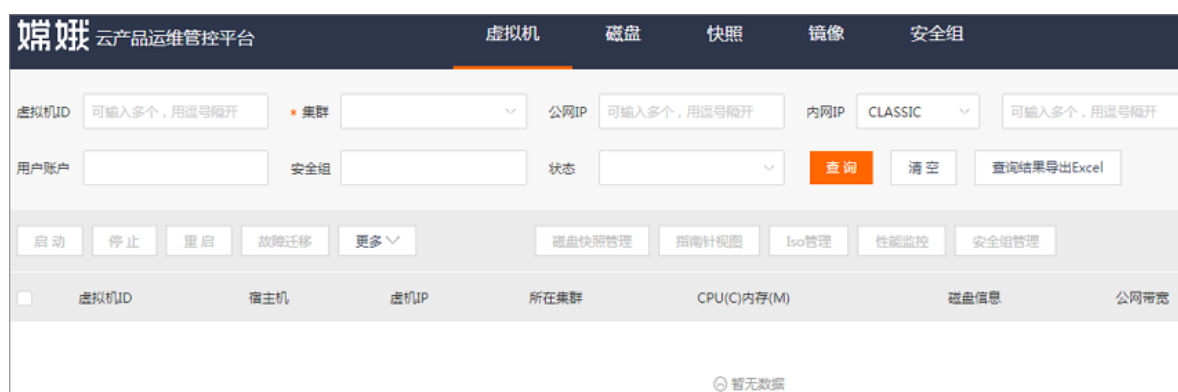 嫦娥 云产品运维管控平台 虚拟机 磁盘 快照 镜像 安全组
虚拟机ID 可输入多个，用逗号隔开 * 集群 公网IP 可输入多个，用逗号隔开 内网IP CLASSIC 可输入多个，用逗号隔开
用户账户 安全组 状态 查询 清空 查询结果导出Excel
启动 停止 重启 故障迁移 更多 磁盘快照管理 指南针视图 Iso管理 性能监控 安全组管理
虚拟机ID 宿主机 虚机IP 所在集群 CPU(C)内存(M) 磁盘信息 公网带宽
暂无数据